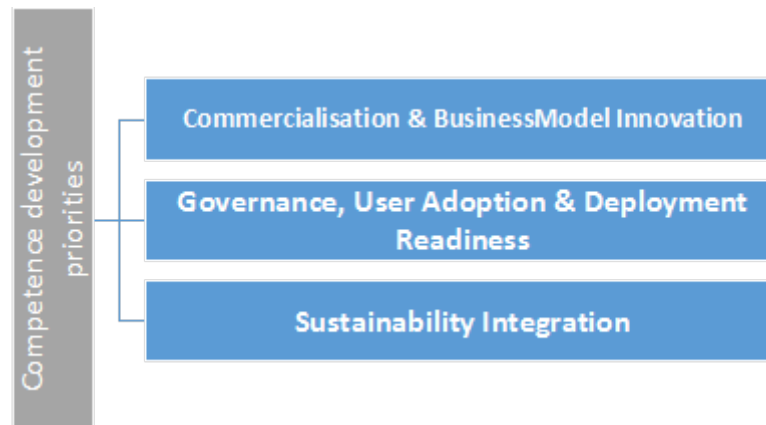 Competence development
priorities
Commercialisation & BusinessModel Innovation
Governance, User Adoption & Deployment
Readiness
Sustainability Integration